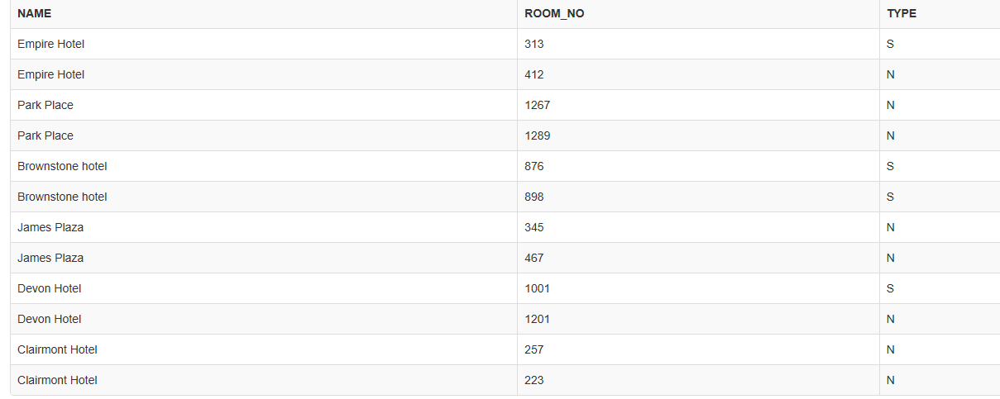 NAME ROOM_NO TYPE
Empire Hotel 313 S
Empire Hotel 412 N
Park Place 1267 N
Park Place 1289 N
Brownstone hotel 876 S
Brownstone hotel 898 S
James Plaza 345 N
James Plaza 467 N
Devon Hotel 1001 S
Devon Hotel 1201 N
Clairmont Hotel 257 N
Clairmont Hotel 223 N